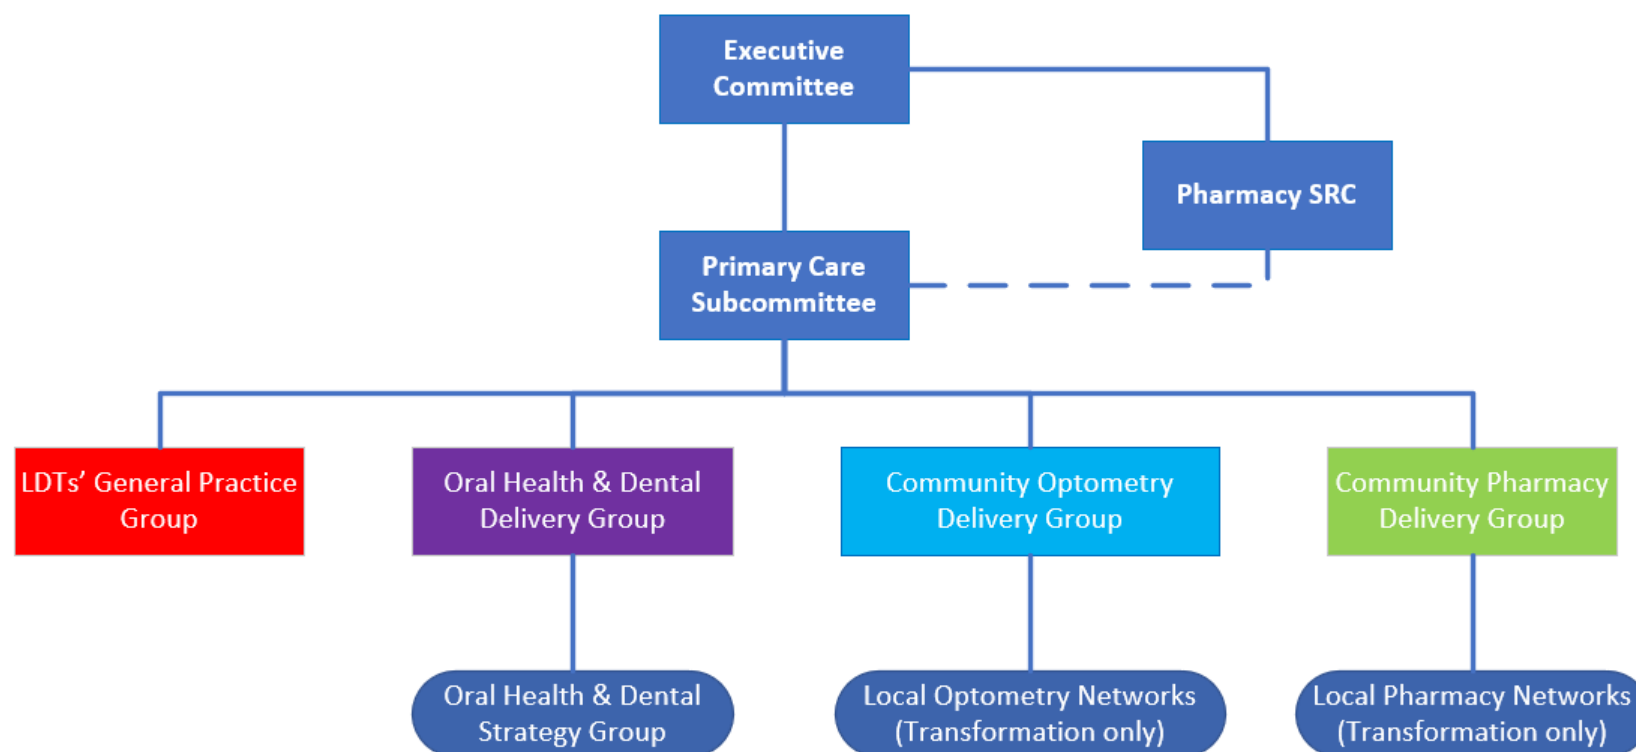 Executive
Committee
Pharmacy SRC
Primary Care
Subcommittee
LDTs’ General Practice
Group
Oral Health & Dental
Delivery Group
Community Optometry
Delivery Group
Community Pharmacy
Delivery Group
Oral Health & Dental
Strategy Group
Local Optometry Networks
(Transformation only)
Local Pharmacy Networks
(Transformation only)